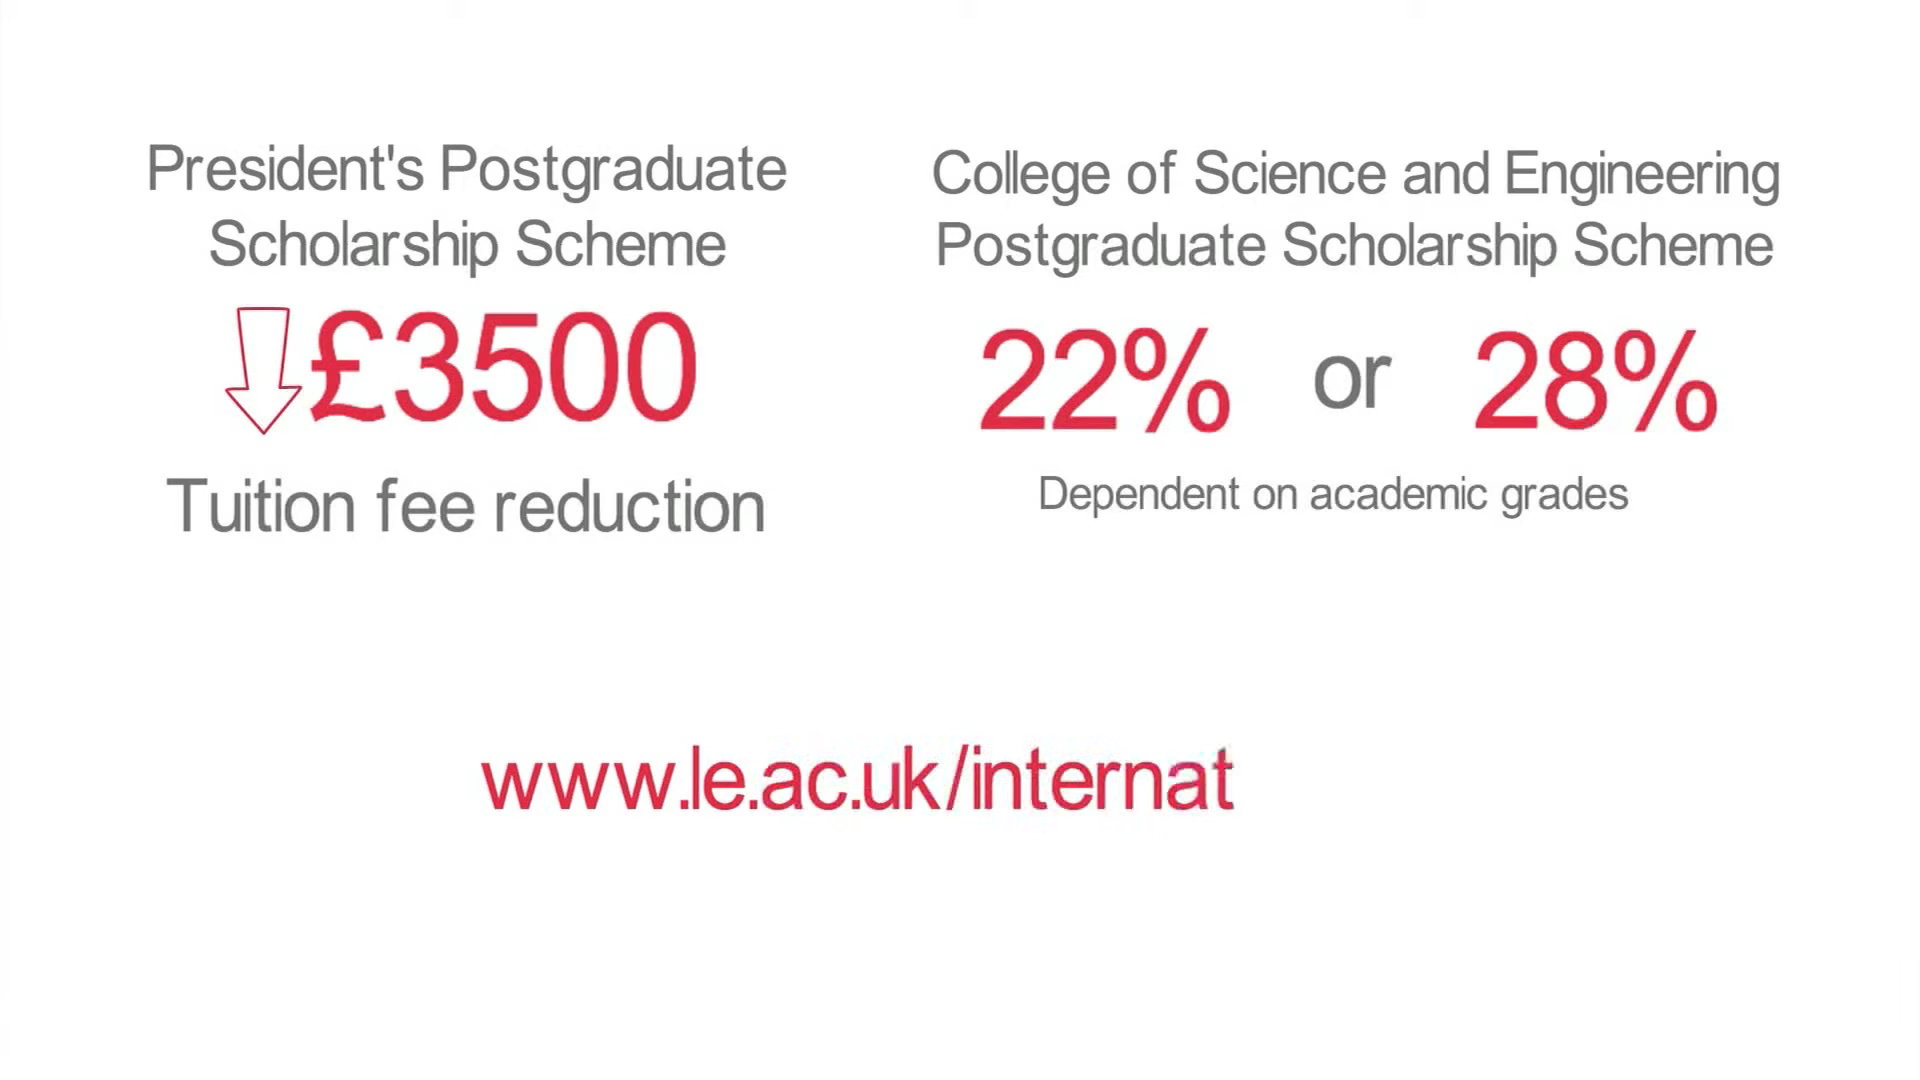 President's Postgraduate
Scholarship Scheme
£3500
Tuition fee reduction
College of Science and Engineering
Postgraduate Scholarship Scheme
22% or 28%
Dependent on academic grades
www.le.ac.uk/internat